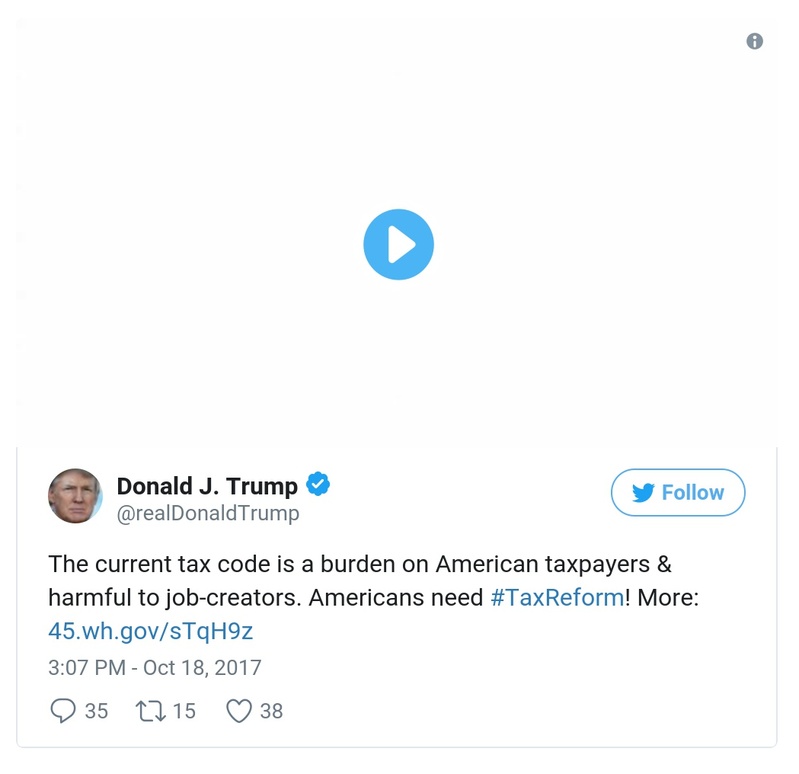 Donald J. Trump
@realDonaldTrump
Follow
The current tax code is a burden on American taxpayers &
harmful to job-creators. Americans need #TaxReform! More:
45.wh.gov/sTqH9z
3:07 PM - Oct 18, 2017
35 15 38